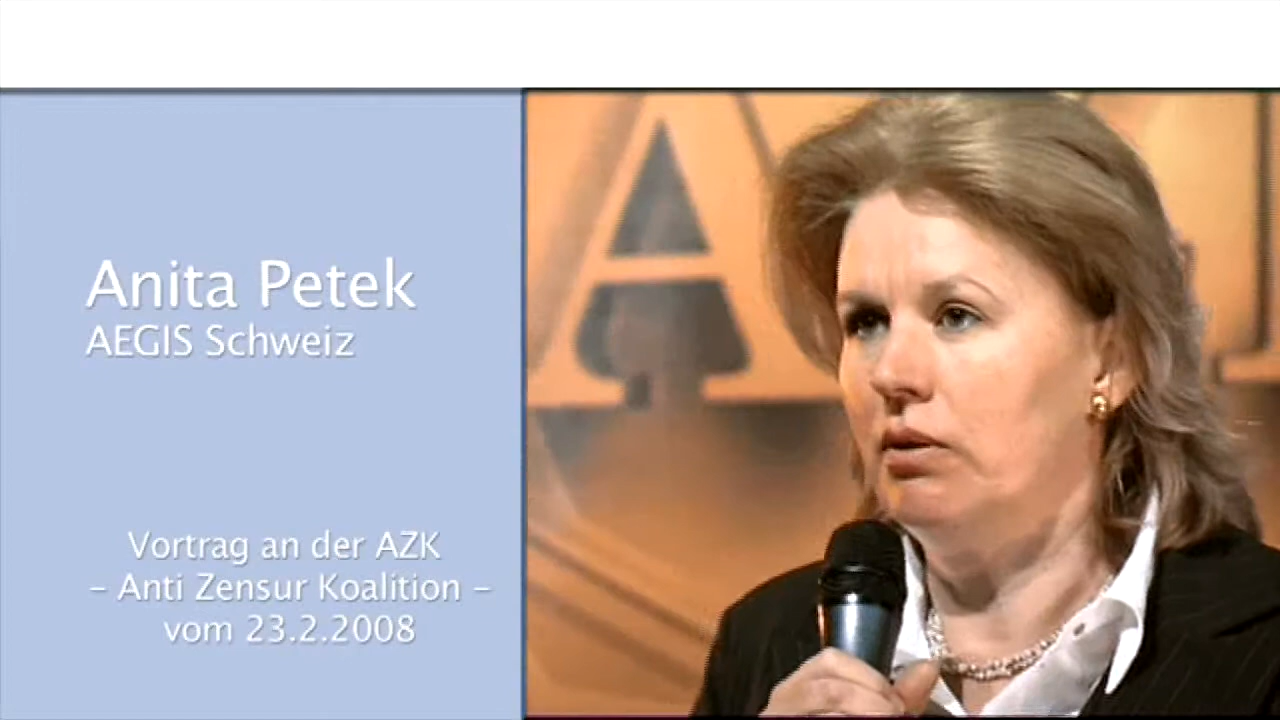 Anita Petek
AEGIS Schweiz
Vortrag an der AZK
– Anti Zensur Koalition –
vom 23.2.2008